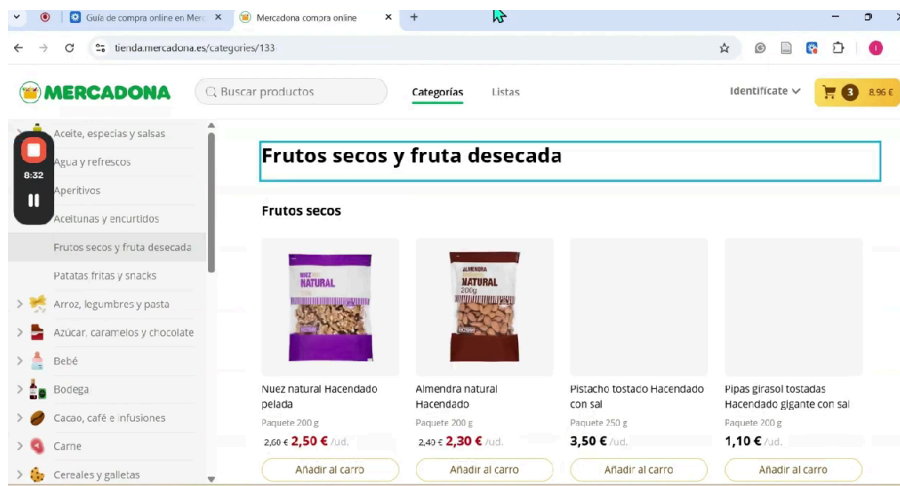 Guía de compra online en Merc
Mercadona compra online
tienda.mercadona.es/categories/133
MERCADONA
Buscar productos
Categorías
Listas
Identifícate
3
8,96 €
Aceite, especias y salsas
Agua y refrescos
8:32
Aperitivos
Aceitunas y encurtidos
Frutos secos y fruta desecada
Patatas fritas y snacks
Arroz, legumbres y pasta
Azúcar, caramelos y chocolate
Bebé
Bodega
Cacao, café e infusiones
Carne
Cereales y galletas
Frutos secos y fruta desecada
Frutos secos
NUEZ
NATURAL
ALMENDRA
NATURAL
200g
Nuez natural Hacendado
pelada
Paquete 200 g
2,60 € 2,50 € /ud.
Añadir al carro
Almendra natural
Hacendado
Paquete 200 g
2,40 € 2,30 € /ud.
Añadir al carro
Pistacho tostado Hacendado
con sal
Paquete 250 g
3,50 € /ud.
Añadir al carro
Pipas girasol tostadas
Hacendado gigante con sal
Paquete 200 g
1,10 € /ud.
Añadir al carro